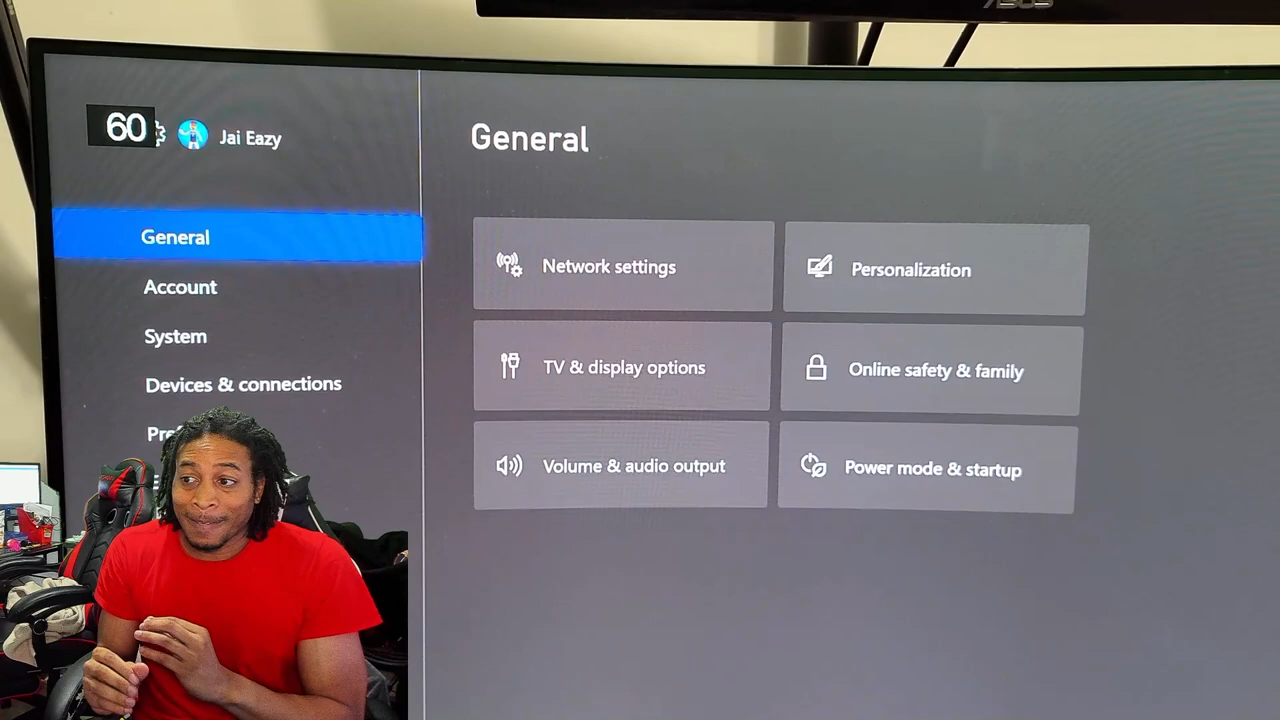 ASUS
60
Jai Eazy
General
General
Account
System
Devices & connections
Network settings
Personalization
TV & display options
Online safety & family
Volume & audio output
Power mode & startup